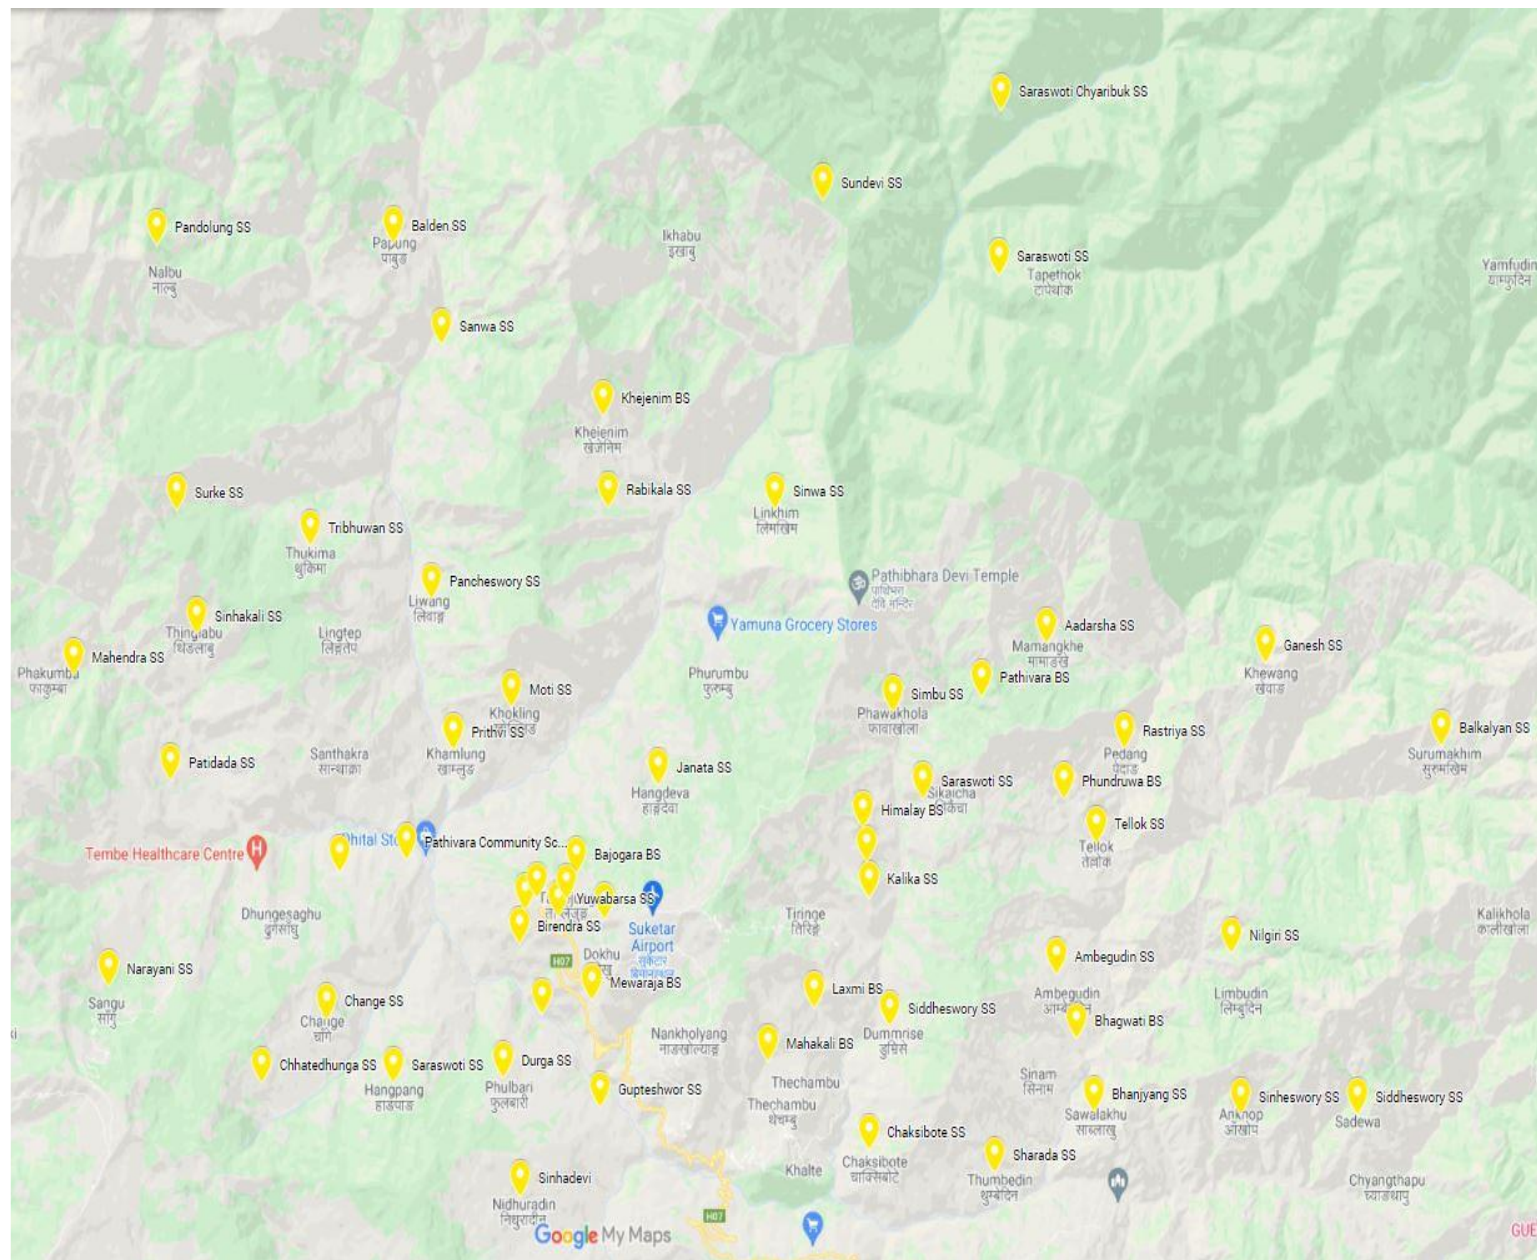 Saraswoti Chyaribuk SS
Sundevi SS
Pandolung SS
Balden SS
Papung
पाबुङ
Ikhabu
इखाबु
Saraswoti SS
Tapethok
टापेथोक
Nalbu
नाल्बु
Yamfudin
याम्फुदिन
Sanwa SS
Khejenim BS
Khejenim
खेजेनिम
Surke SS
Rabikala SS
Sinwa SS
Linkhim
लिमखिम
Tribhuwan SS
Thukima
थुकिमा
Pancheswory SS
Liwang
लिवाङ
Pathibhara Devi Temple
पाथिभरा
देवि मन्दिर
Sinhakali SS
Thinglabu
थिङलाबु
Lingtep
लिङ्गतेप
Yamuna Grocery Stores
Aadarsha SS
Mamangkhe
मामाङखे
Ganesh SS
Khewang
खेवाङ
Mahendra SS
Phakumba
फाकुम्बा
Phurumbu
फुरुम्बु
Pathivara BS
Moti SS
Khokling
Simbu SS
Phawakhola
फावाखोला
Prithvi SS
Khamlung
खाम्लुङ
Rastriya SS
Pedang
पेदाङ
Balkalyan SS
Surumakhim
सुरुमखिम
Patidada SS
Santhakra
सान्थाक्रा
Janata SS
Hangdeva
हाङ्देवा
Saraswoti SS
Sikaicha
Phundruwa BS
Himalay BS
Tellok SS
Tellok
तेल्लोक
Tembe Healthcare Centre
Pathivara Community Sc...
Bajogara BS
Kalika SS
Yuwabarsa SS
Birendra SS
Dhungesaghu
ढुंगेसाँघु
Suketar
Airport
सुकेटार
बिमानस्थल
Tiringe
तिरिङ्गे
Kalikhola
कालीखोला
Nilgiri SS
Dokhu
H07
Ambegudin SS
Narayani SS
Sangu
साँगु
Mewaraja BS
Change SS
Change
चाँगे
Laxmi BS
Siddheswory SS
Dummrise
डुम्रिसे
Ambegudin
Bhagwati BS
Limbudin
लिम्बुदिन
Nankholyang
नाङखोल्याङ्ग
Mahakali BS
Chhatedhunga SS
Saraswoti SS
Hangpang
हाङपाङ
Durga SS
Phulbari
फुलबारी
Gupteshwor SS
Thechambu
Thechambu
थेचम्बु
Sinam
सिनाम
Bhanjyang SS
Sawalakhu
साब्लाखु
Sinheswory SS
Ankhop
आँखोप
Siddheswory SS
Sadewa
Chaksibote SS
Chaksibote
चाक्सिबोटे
Sharada SS
Thumbedin
थुम्बेदिन
Khalte
Chyangthapu
च्याङथापु
Sinhadevi
Nidhuradin
निधुरादीन
H07
Google My Maps
GUE